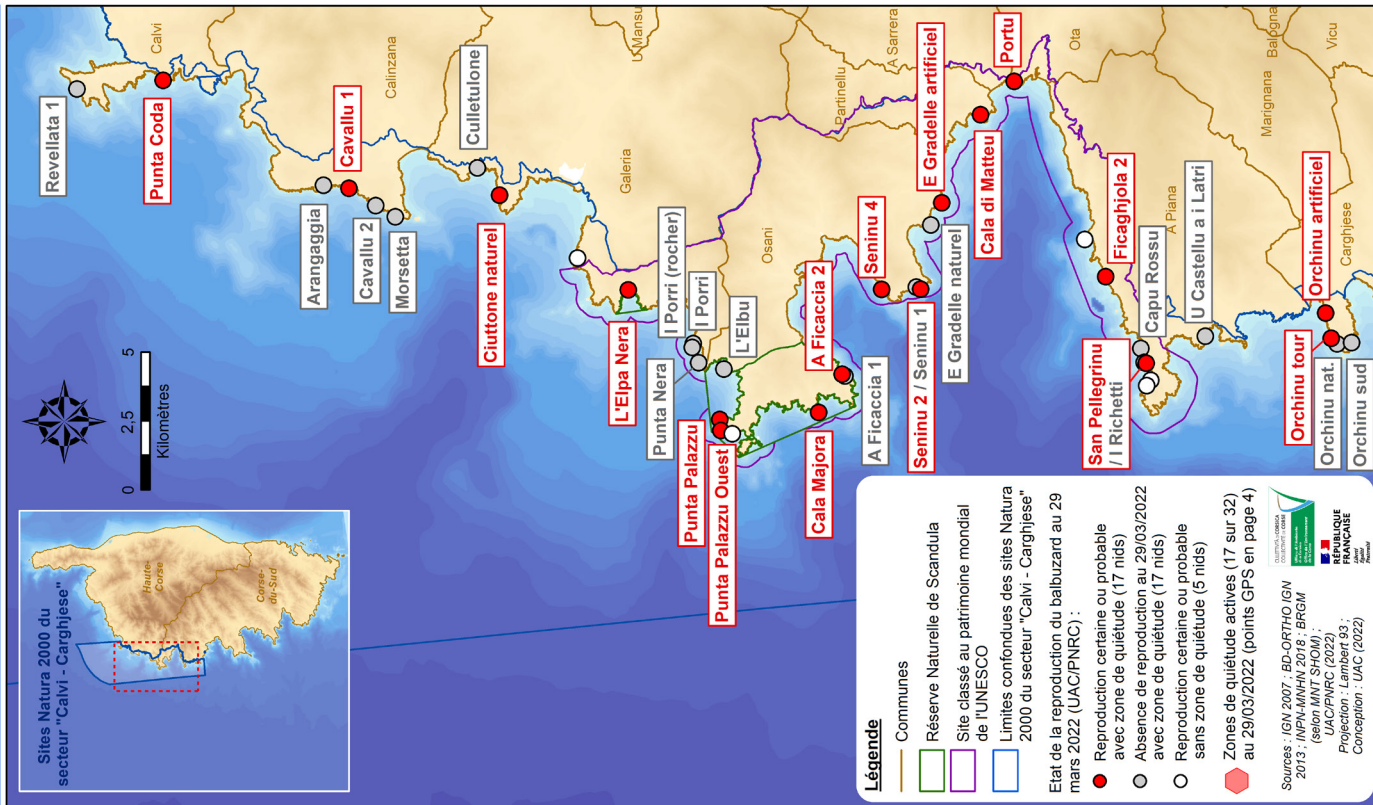 Sites Natura 2000 du
secteur "Calvi - Carghjese"
Haute-
Corse
Corse-
du-Sud
0
2,5
5
Kilomètres
Revellata 1
Calvi
Punta Coda
Calinzana
Aranggaggia
Cavallu 1
Cavallu 2
Morsetta
Culletulone
Ciuttone naturel
U Mansu
Galeria
L'Elpa Nera
I Porri (rocher)
I Porri
Punta Nera
L'Elbu
Osani
Punta Palazzu
Punta Palazzu Ouest
Cala Majora
A Ficaccia 2
A Ficaccia 1
Partinellu
A Sarrera
Seninu 4
Seninu 2 / Seninu 1
E Gradelle naturel
E Gradelle artificiel
Cala di Matteu
Portu
Ota
Ficaghjola 2
A Piana
Capu Rossu
San Pellegrinu
/ I Richetti
U Castellu a i Latri
Marignana
Balogna
Vicu
Carghjese
Orchinu artificiel
Orchinu tour
Orchinu nat.
Orchinu sud
Légende
Communes
Réserve Naturelle de Scandula
Site classé au patrimoine mondial
de l'UNESCO
Limites confondues des sites Natura
2000 du secteur "Calvi - Carghjese"
Etat de la reproduction du balbuzard au 29
mars 2022 (UAC/PNRC) :
Reproduction certaine ou probable
avec zone de quiétude (17 nids)
Absence de reproduction au 29/03/2022
avec zone de quiétude (17 nids)
Reproduction certaine ou probable
sans zone de quiétude (5 nids)
Zones de quiétude actives (17 sur 32)
au 29/03/2022 (points GPS en page 4)
Sources : IGN 2007 ; BD-ORTHO IGN
2013 ; INPN-MNHN 2018 ; BRGM
(selon MNT SHOM) ;
UAC/PNRC (2022)
Projection : Lambert 93 ;
Conception : UAC (2022)
RÉPUBLIQUE
FRANÇAISE
Liberté
Égalité
Fraternité